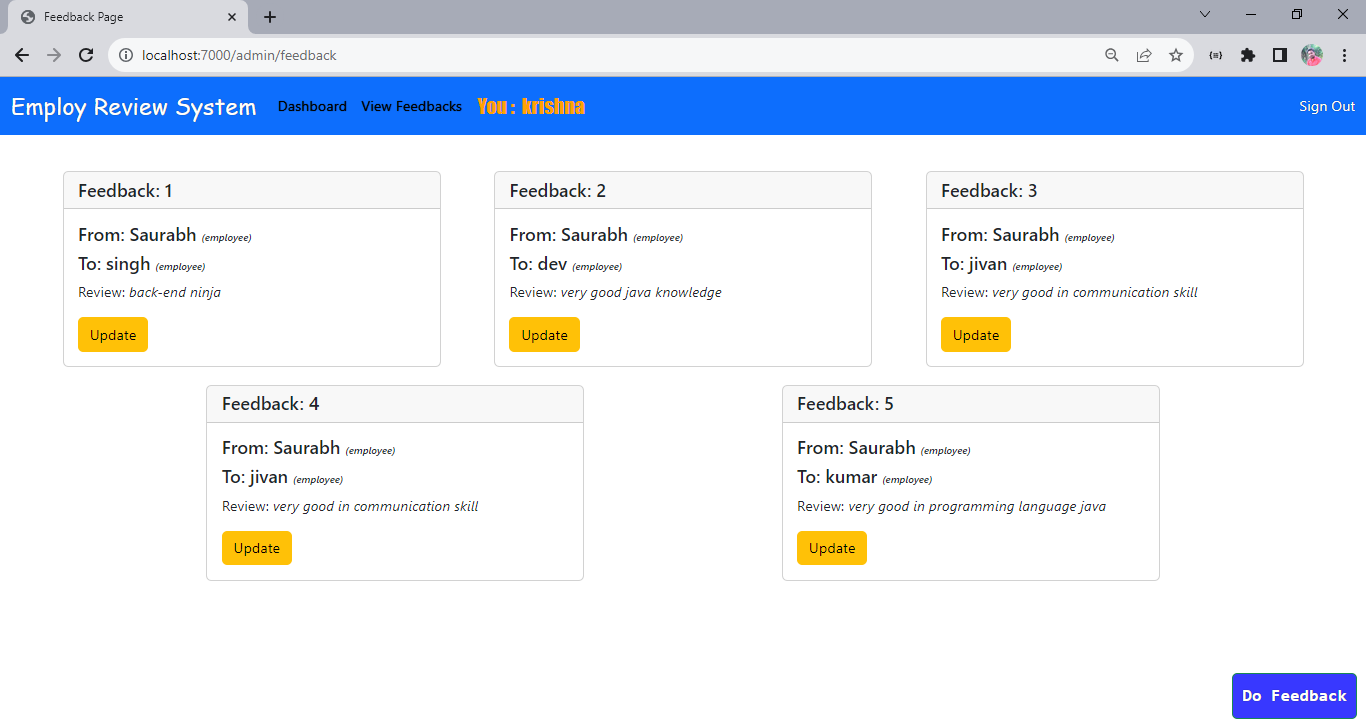 Feedback Page
localhost:7000/admin/feedback
Employ Review System Dashboard View Feedbacks You : krishna Sign Out
Feedback: 1
From: Saurabh (employee)
To: singh (employee)
Review: back-end ninja
Update
Feedback: 2
From: Saurabh (employee)
To: dev (employee)
Review: very good java knowledge
Update
Feedback: 3
From: Saurabh (employee)
To: jivan (employee)
Review: very good in communication skill
Update
Feedback: 4
From: Saurabh (employee)
To: jivan (employee)
Review: very good in communication skill
Update
Feedback: 5
From: Saurabh (employee)
To: kumar (employee)
Review: very good in programming language java
Update
Do Feedback